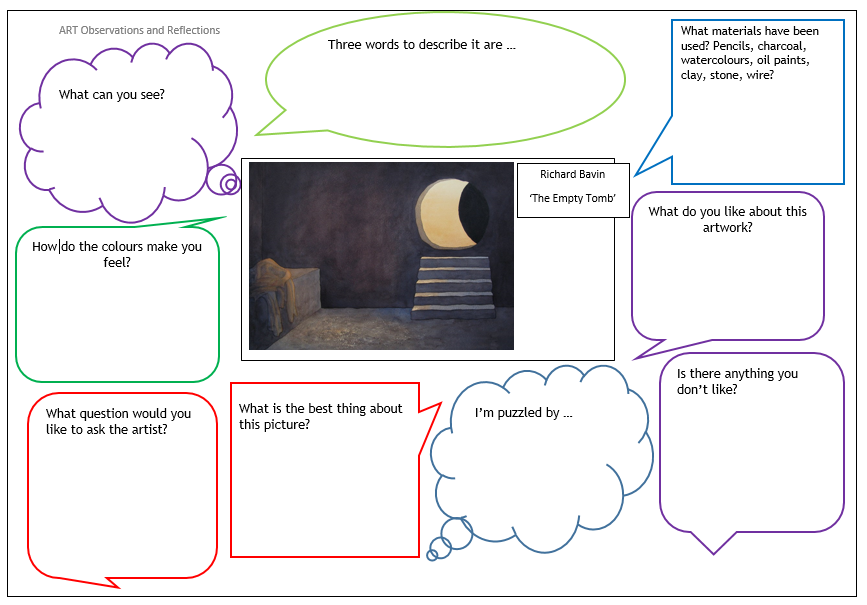 ART Observations and Reflections
What can you see?
Three words to describe it are ...
What materials have been
used? Pencils, charcoal,
watercolours, oil paints,
clay, stone, wire?
Richard Bavin
‘The Empty Tomb’
How do the colours make you
feel?
What do you like about this
artwork?
What question would you
like to ask the artist?
What is the best thing about
this picture?
I’m puzzled by ...
Is there anything you
don’t like?